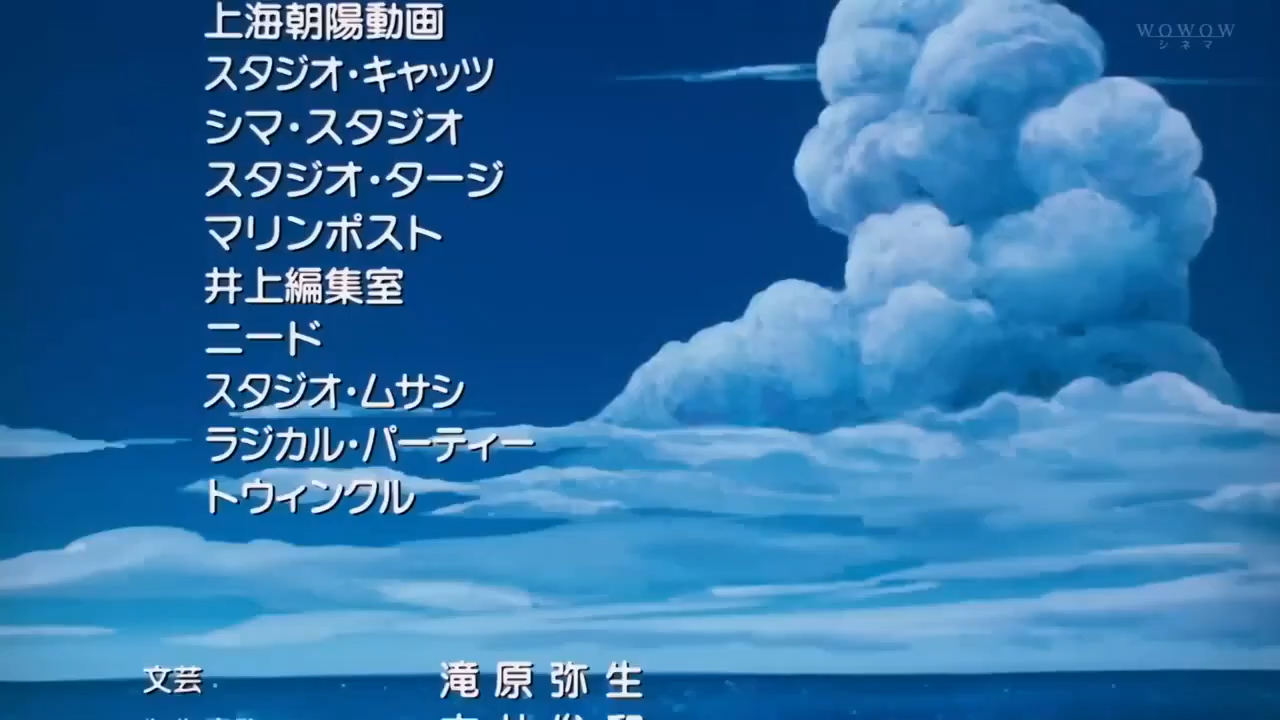 上海朝陽動画
WOWOW
シネマ
スタジオ・キャッツ
シマ・スタジオ
スタジオ・タージ
マリンポスト
井上編集室
ニード
スタジオ・ムサシ
ラジカル・パーティー
トウィンクル
文芸 滝原弥生